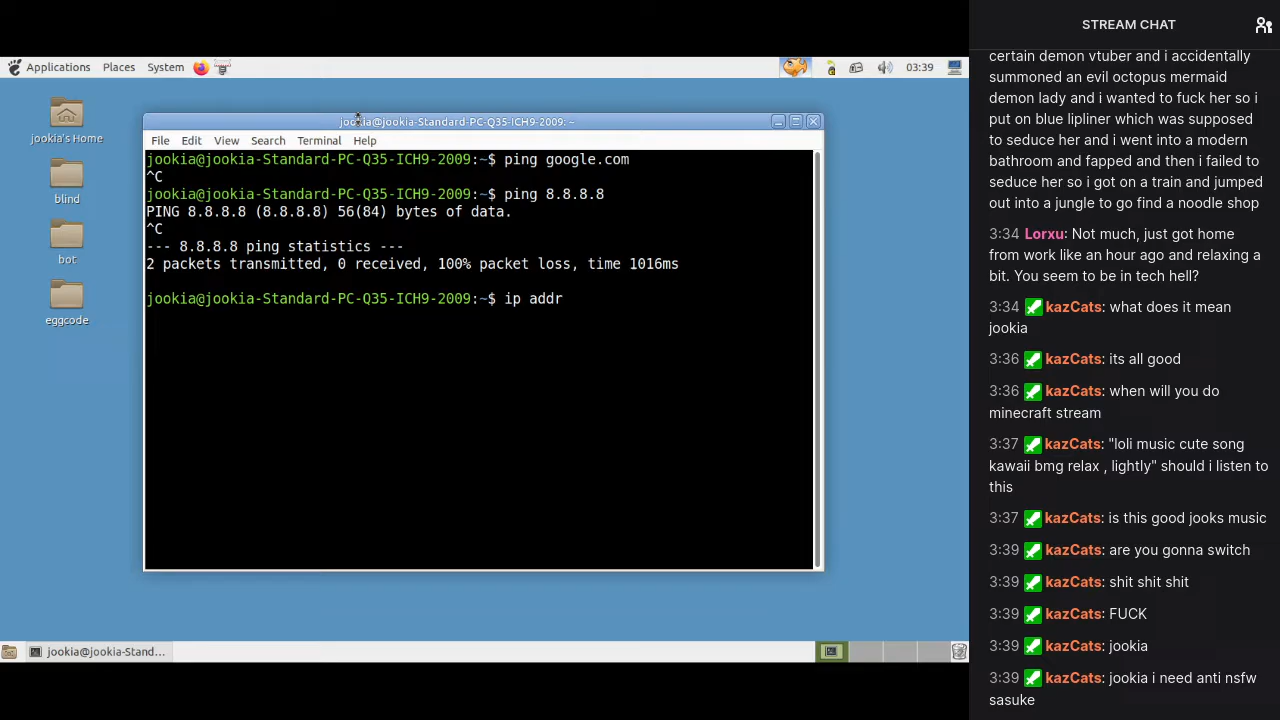 STREAM CHAT
certain demon vtuber and i accidentally
summoned an evil octopus mermaid
demon lady and i wanted to fuck her so i
put on blue lipliner which was supposed
to seduce her and i went into a modern
bathroom and fapped and then i failed to
seduce her so i got on a train and jumped
out into a jungle to go find a noodle shop
3:34 Lorxu: Not much, just got home
from work like an hour ago and relaxing a
bit. You seem to be in tech hell?
3:34 kazCats: what does it mean
jookia
3:36 kazCats: its all good
3:36 kazCats: when will you do
minecraft stream
3:37 kazCats: "loli music cute song
kawaii bmg relax , lightly" should i listen to
this
3:37 kazCats: is this good jooks music
3:39 kazCats: are you gonna switch
3:39 kazCats: shit shit shit
3:39 kazCats: FUCK
3:39 kazCats: jookia
3:39 kazCats: jookia i need anti nsfw
sasuke
Applications Places System 03:39
jookia's Home
blind
bot
eggcode
jookia@jookia-Standard-PC-Q35-ICH9-2009: ~
File Edit View Search Terminal Help
jookia@jookia-Standard-PC-Q35-ICH9-2009:~$ ping google.com
^C
jookia@jookia-Standard-PC-Q35-ICH9-2009:~$ ping 8.8.8.8
PING 8.8.8.8 (8.8.8.8) 56(84) bytes of data.
^C
--- 8.8.8.8 ping statistics ---
2 packets transmitted, 0 received, 100% packet loss, time 1016ms
jookia@jookia-Standard-PC-Q35-ICH9-2009:~$ ip addr
jookia@jookia-Stand...